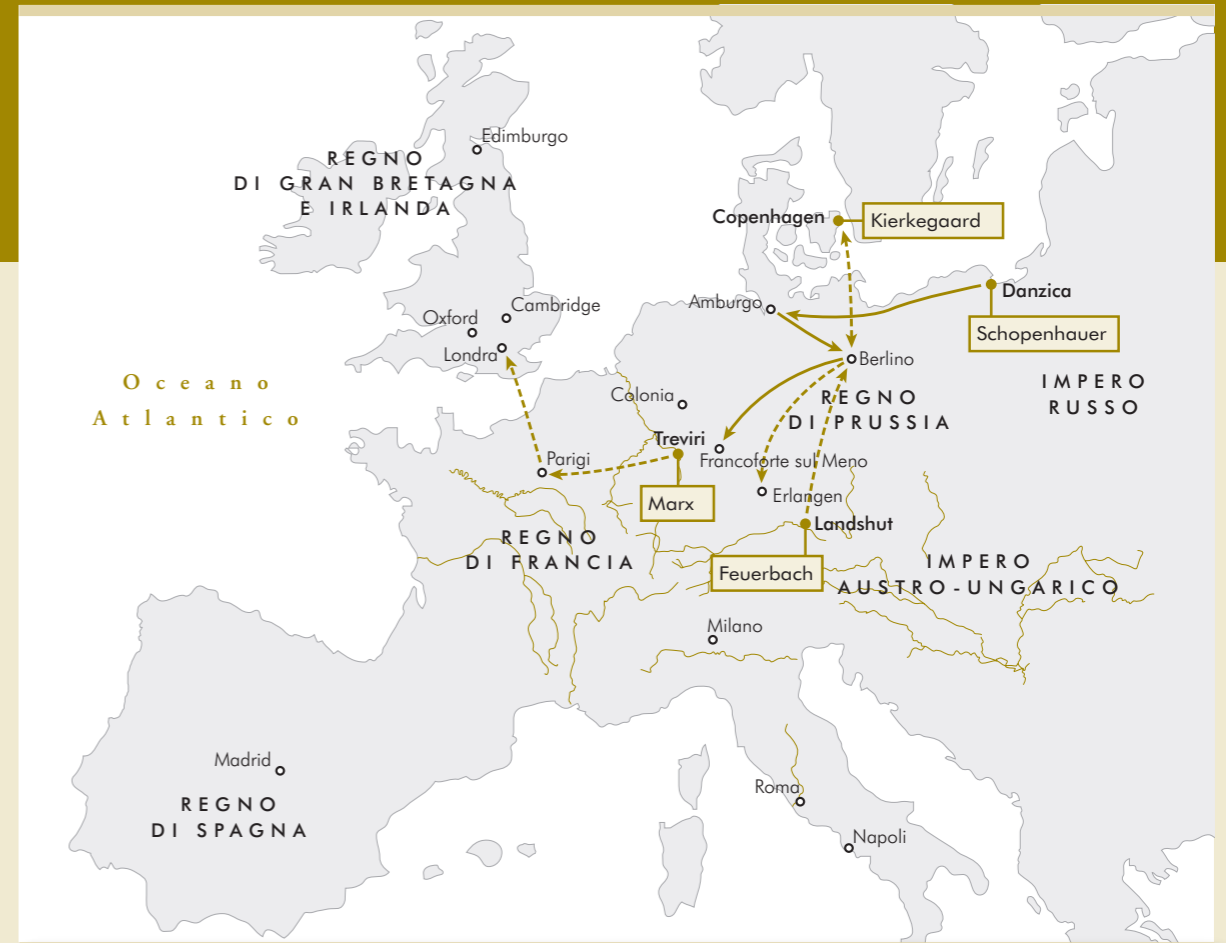 Edimburgo
REGNO
DI GRAN BRETAGNA
E IRLANDA
Copenhagen
Kierkegaard
Danzica
Schopenhauer
Amburgo
Cambridge
Oxford
Londra
Berlino
Oceano
Atlantico
IMPERO
RUSSO
Colonia
REGNO
DI PRUSSIA
Treviri
Francoforte sul Meno
Parigi
Marx
Erlangen
Landshut
REGNO
DI FRANCIA
Feuerbach
IMPERO
AUSTRO-UNGARICO
Milano
Madrid
REGNO
DI SPAGNA
Roma
Napoli